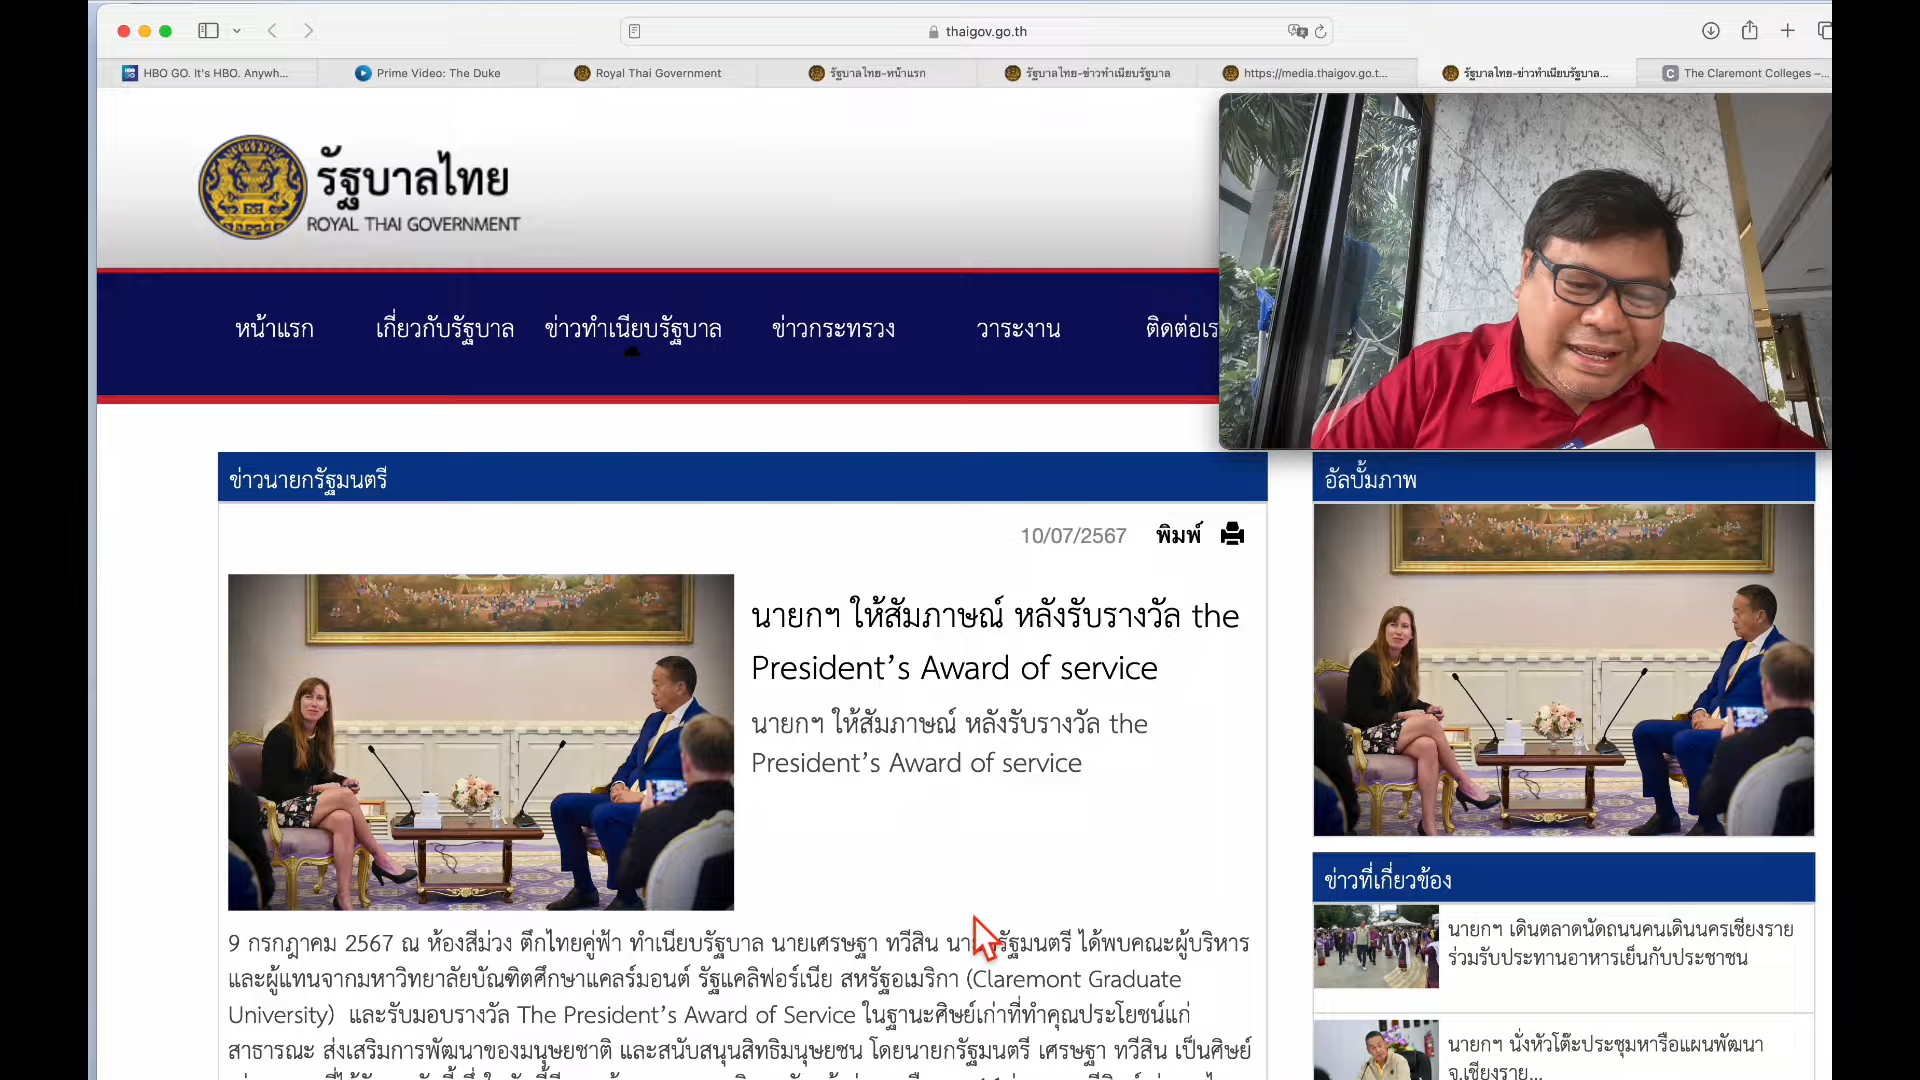 thaigov.go.th
HBO GO. It's HBO. Anywh...
Prime Video: The Duke
Royal Thai Government
รัฐบาลไทย-หน้าแรก
รัฐบาลไทย-ข่าวทำเนียบรัฐบาล
https://media.thaigov.go.t...
รัฐบาลไทย-ข่าวทำเนียบรัฐบาล...
The Claremont Colleges –...
รัฐบาลไทย
ROYAL THAI GOVERNMENT
หน้าแรก
เกี่ยวกับรัฐบาล
ข่าวทำเนียบรัฐบาล
ข่าวกระทรวง
วาระงาน
ติดต่อเร
ข่าวนายกรัฐมนตรี
10/07/2567 พิมพ์
นายกฯ ให้สัมภาษณ์ หลังรับรางวัล the
President’s Award of service
นายกฯ ให้สัมภาษณ์ หลังรับรางวัล the
President’s Award of service
9 กรกฎาคม 2567 ณ ห้องสีม่วง ตึกไทยคู่ฟ้า ทำเนียบรัฐบาล นายเศรษฐา ทวีสิน นายกรัฐมนตรี ได้พบคณะผู้บริหาร
และผู้แทนจากมหาวิทยาลัยบัณฑิตศึกษาแคลร์มอนต์ รัฐแคลิฟอร์เนีย สหรัฐอเมริกา (Claremont Graduate
University) และรับมอบรางวัล The President’s Award of Service ในฐานะศิษย์เก่าที่ทำคุณประโยชน์แก่
สาธารณะ ส่งเสริมการพัฒนาของมนุษยชาติ และสนับสนุนสิทธิมนุษยชน โดยนายกรัฐมนตรี เศรษฐา ทวีสิน เป็นศิษย์
อัลบั้มภาพ
ข่าวที่เกี่ยวข้อง
นายกฯ เดินตลาดนัดถนนคนเดินนครเชียงราย
ร่วมรับประทานอาหารเย็นกับประชาชน
นายกฯ นั่งหัวโต๊ะประชุมหารือแผนพัฒนา
จ.เชียงราย...